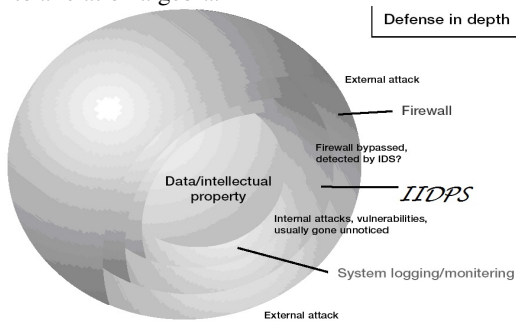 Defense in depth
External attack
Firewall
Firewall bypassed,
detected by IDS?
Data/intellectual
property
IIDPS
Internal attacks, vulnerabilities,
usually gone unnoticed
System logging/monitering
External attack